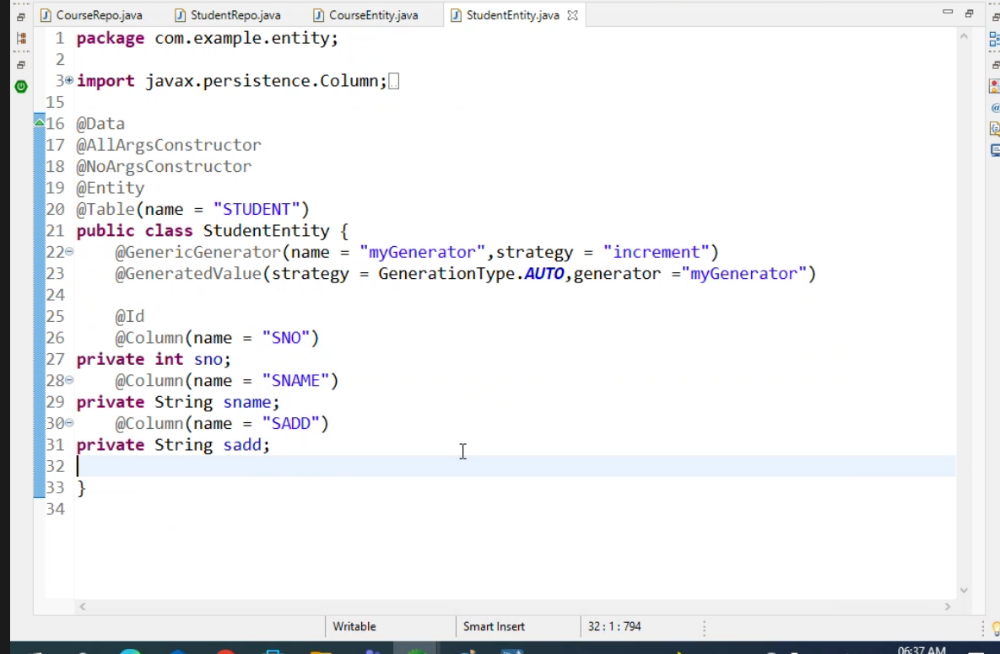 CourseRepo.java StudentRepo.java CourseEntity.java StudentEntity.java
1 package com.example.entity;
2
3 import javax.persistence.Column;
15
16 @Data
17 @AllArgsConstructor
18 @NoArgsConstructor
19 @Entity
20 @Table(name = "STUDENT")
21 public class StudentEntity {
22 @GenericGenerator(name = "myGenerator",strategy = "increment")
23 @GeneratedValue(strategy = GenerationType.AUTO,generator ="myGenerator")
24
25 @Id
26 @Column(name = "SNO")
27 private int sno;
28 @Column(name = "SNAME")
29 private String sname;
30 @Column(name = "SADD")
31 private String sadd;
32
33 }
34
Writable Smart Insert 32 : 1 : 794
06:37 AM